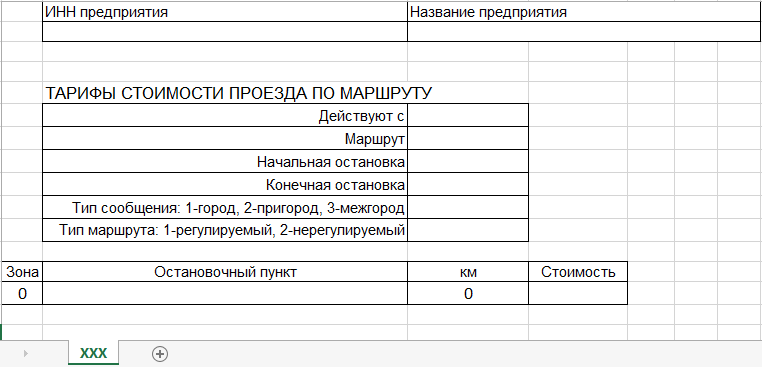 ИНН предприятия Название предприятия
ТАРИФЫ СТОИМОСТИ ПРОЕЗДА ПО МАРШРУТУ
Действуют с
Маршрут
Начальная остановка
Конечная остановка
Тип сообщения: 1-город, 2-пригород, 3-межгород
Тип маршрута: 1-регулируемый, 2-нерегулируемый
Зона Остановочный пункт км Стоимость
0 0
XXX